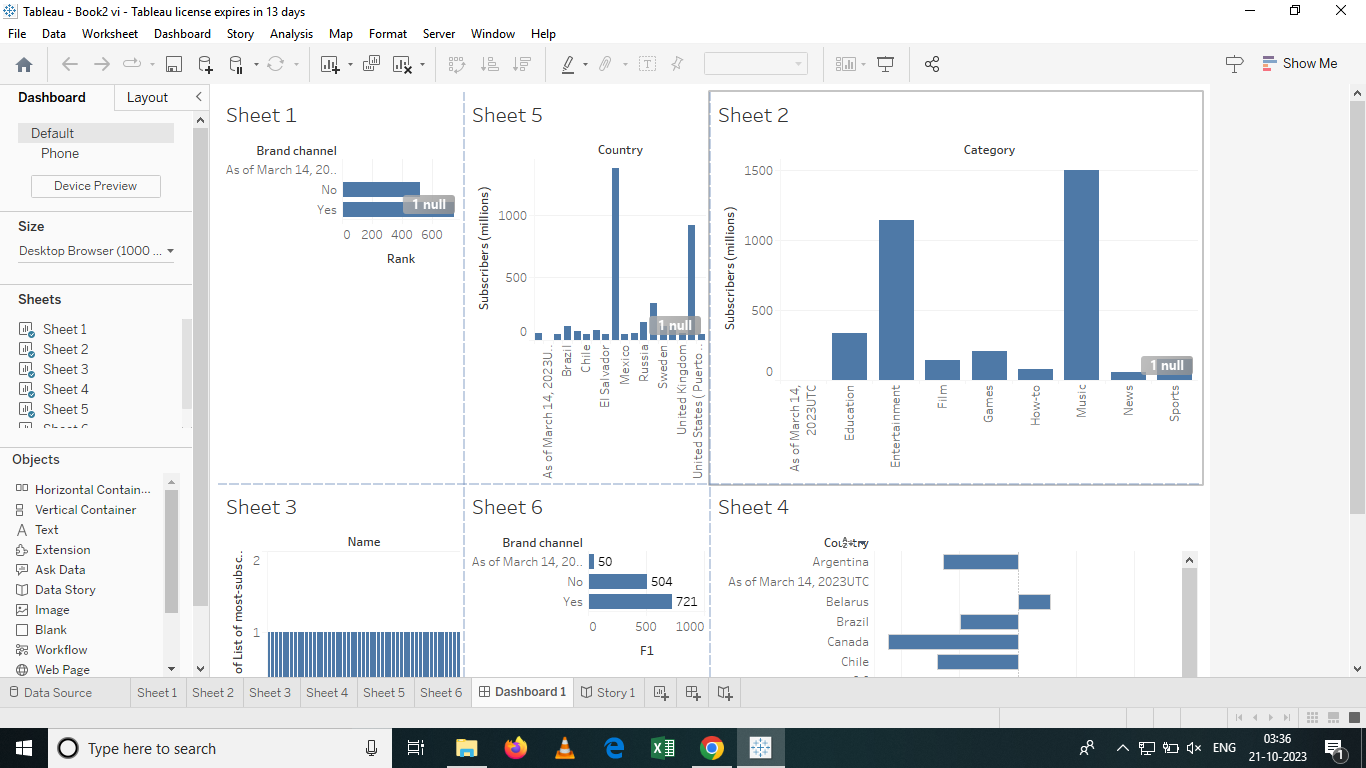 Tableau - Book2 vi - Tableau license expires in 13 days
File Data Worksheet Dashboard Story Analysis Map Format Server Window Help
Show Me
Dashboard Layout
Default
Phone
Device Preview
Size
Desktop Browser (1000 ...
Sheets
Sheet 1
Sheet 2
Sheet 3
Sheet 4
Sheet 5
Objects
Horizontal Contain...
Vertical Container
Text
Extension
Ask Data
Data Story
Image
Blank
Workflow
Web Page
Sheet 1
Brand channel
As of March 14, 20..
No
Yes
1 null
0 200 400 600
Rank
Sheet 5
Country
Subscribers (millions)
1000
500
0
1 null
As of March 14, 2023U..
Brazil
Chile
El Salvador
Mexico
Russia
Sweden
United Kingdom
United States ( Puerto ..
Sheet 2
Category
Subscribers (millions)
1500
1000
500
0
1 null
As of March 14,
2023UTC
Education
Entertainment
Film
Games
How-to
Music
News
Sports
Sheet 3
Name
of List of most-subsc..
2
1
Sheet 6
Brand channel
As of March 14, 20.. 50
No 504
Yes 721
0 500 1000
F1
Sheet 4
Country
Argentina
As of March 14, 2023UTC
Belarus
Brazil
Canada
Chile
Data Source Sheet 1 Sheet 2 Sheet 3 Sheet 4 Sheet 5 Sheet 6 Dashboard 1 Story 1
Type here to search
ENG
03:36
21-10-2023
1